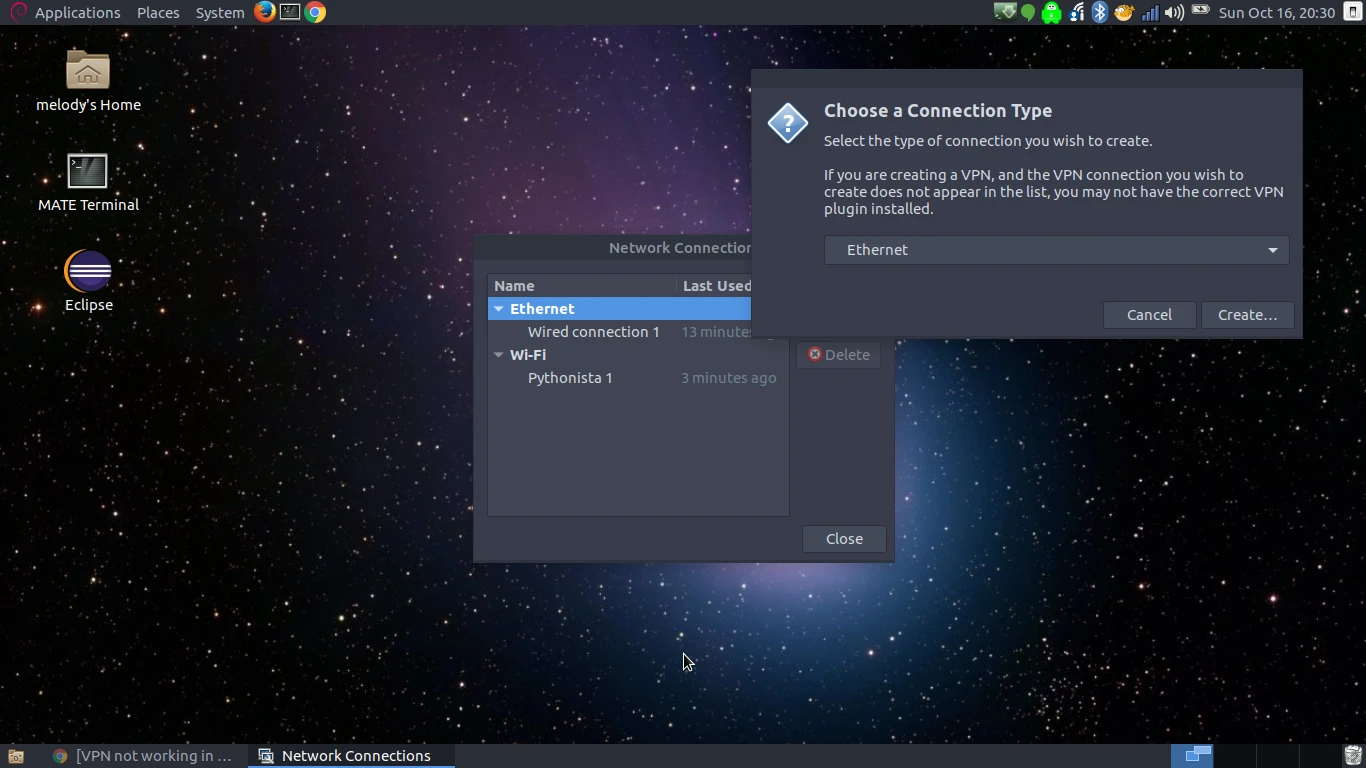 Applications Places System
Sun Oct 16, 20:30
melody's Home
MATE Terminal
Eclipse
Choose a Connection Type
Select the type of connection you wish to create.
If you are creating a VPN, and the VPN connection you wish to
create does not appear in the list, you may not have the correct VPN
plugin installed.
Ethernet
Cancel Create...
Network Connection
Name Last Used
Ethernet
Wired connection 1 13 minutes
Wi-Fi
Pythonista 1 3 minutes ago
Delete
Close
[VPN not working in ... Network Connections